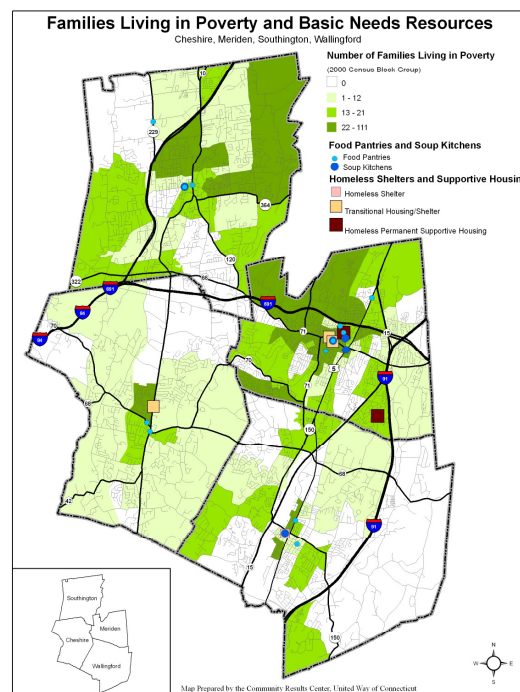 Families Living in Poverty and Basic Needs Resources
Cheshire, Meriden, Southington, Wallingford
Number of Families Living in Poverty
(2000 Census Block Group)
0
1 - 12
13 - 21
22 - 111
Food Pantries and Soup Kitchens
Food Pantries
Soup Kitchens
Homeless Shelters and Supportive Housing
Homeless Shelter
Transitional Housing/Shelter
Homeless Permanent Supportive Housing
10
229
364
120
322
66
691
691
84
84
70
71
15
5
70
71
91
68
150
68
42
91
15
150
Southington
Meriden
Cheshire
Wallingford
N
W E
S
Map Prepared by the Community Results Center, United Way of Connecticut